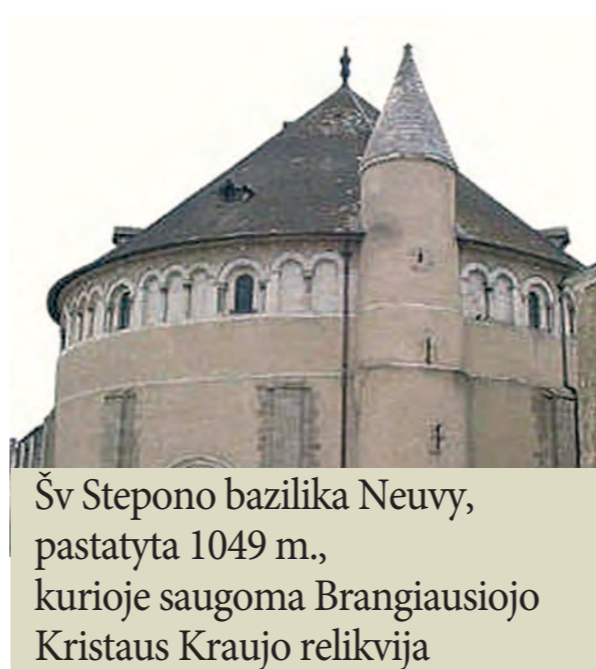 Šv Stepono bazilika Neuvy,
pastatyta 1049 m.,
kurioje saugoma Brangiausiojo
Kristaus Kraujo relikvija